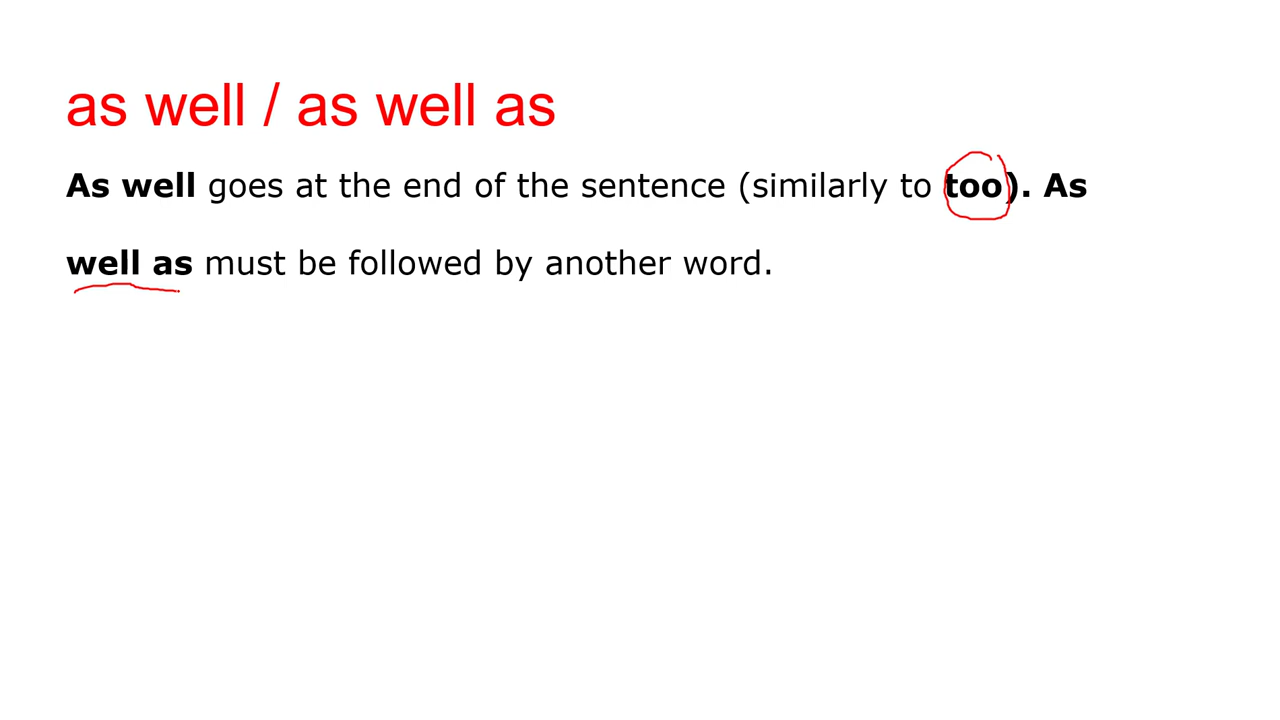 as well / as well as
As well goes at the end of the sentence (similarly to too). As
well as must be followed by another word.